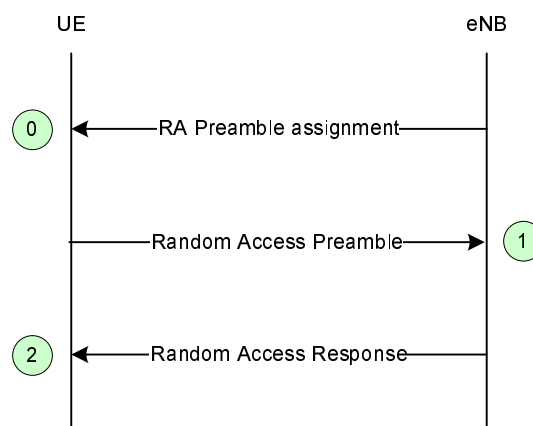 UE eNB
0 RA Preamble assignment
Random Access Preamble 1
2 Random Access Response